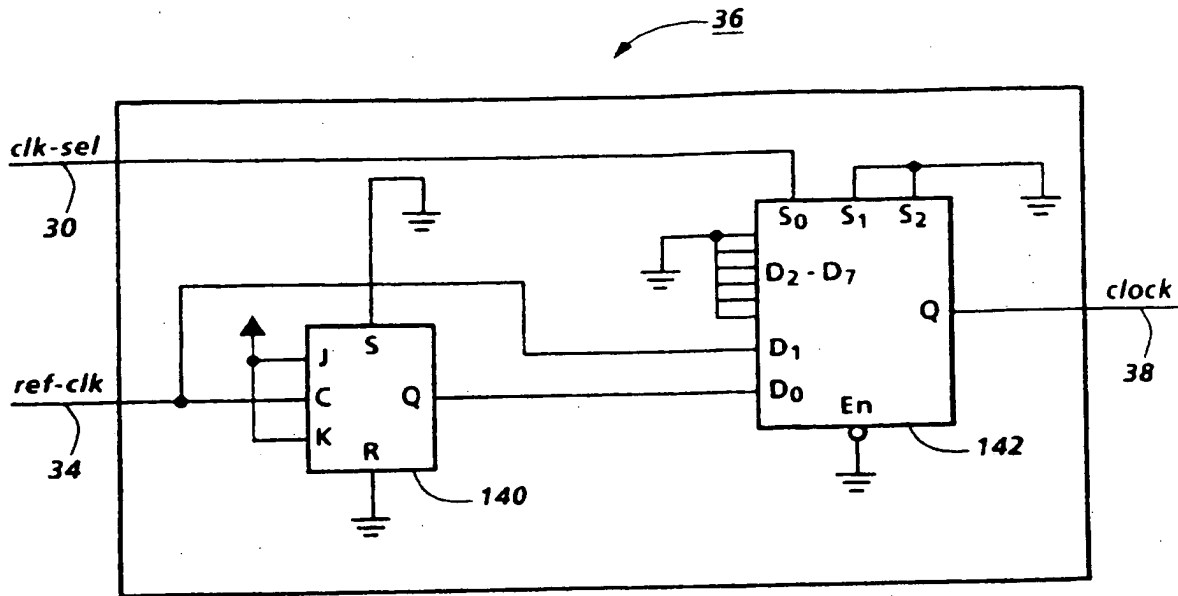 36
clk-sel
30
S0 S1 S2
D2 - D7
clock
Q
38
S
J
D1
ref-clk
C Q
D0
K
En
34
R
142
140